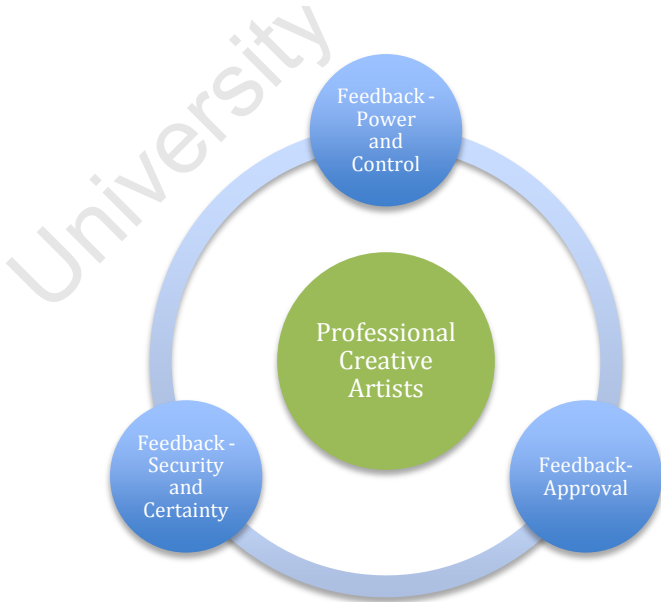 University
Feedback -
Power
and
Control
Professional
Creative
Artists
Feedback -
Security
and
Certainty
Feedback-
Approval